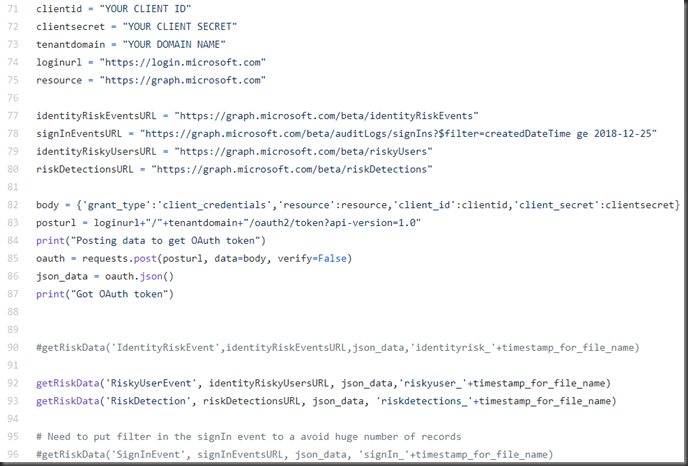 71 clientid = "YOUR CLIENT ID"
72 clientsecret = "YOUR CLIENT SECRET"
73 tenantdomain = "YOUR DOMAIN NAME"
74 loginurl = "https://login.microsoft.com"
75 resource = "https://graph.microsoft.com"
76
77 identityRiskEventsURL = "https://graph.microsoft.com/beta/identityRiskEvents"
78 signInEventsURL = "https://graph.microsoft.com/beta/auditLogs/signIns?$filter=createdDateTime ge 2018-12-25"
79 identityRiskyUsersURL = "https://graph.microsoft.com/beta/riskyUsers"
80 riskDetectionsURL = "https://graph.microsoft.com/beta/riskDetections"
81
82 body = {'grant_type':'client_credentials','resource':resource,'client_id':clientid,'client_secret':clientsecret}
83 posturl = loginurl+"/"+tenantdomain+"/oauth2/token?api-version=1.0"
84 print("Posting data to get OAuth token")
85 oauth = requests.post(posturl, data=body, verify=False)
86 json_data = oauth.json()
87 print("Got OAuth token")
88
89
90 #getRiskData('IdentityRiskEvent',identityRiskEventsURL,json_data,'identityrisk_'+timestamp_for_file_name)
91
92 getRiskData('RiskyUserEvent', identityRiskyUsersURL, json_data,'riskyuser_'+timestamp_for_file_name)
93 getRiskData('RiskDetection', riskDetectionsURL, json_data, 'riskdetections_'+timestamp_for_file_name)
94
95 # Need to put filter in the signIn event to a avoid huge number of records
96 #getRiskData('SignInEvent', signInEventsURL, json_data, 'signIn_'+timestamp_for_file_name)